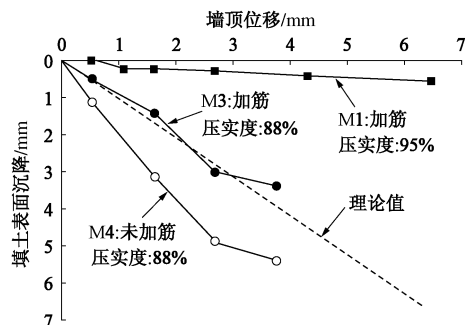 墙顶位移/mm
0 1 2 3 4 5 6 7
0
1
2
3
4
5
6
7
填土表面沉降/mm
M3:加筋
压实度:88%
M1:加筋
压实度:95%
理论值
M4:未加筋
压实度:88%